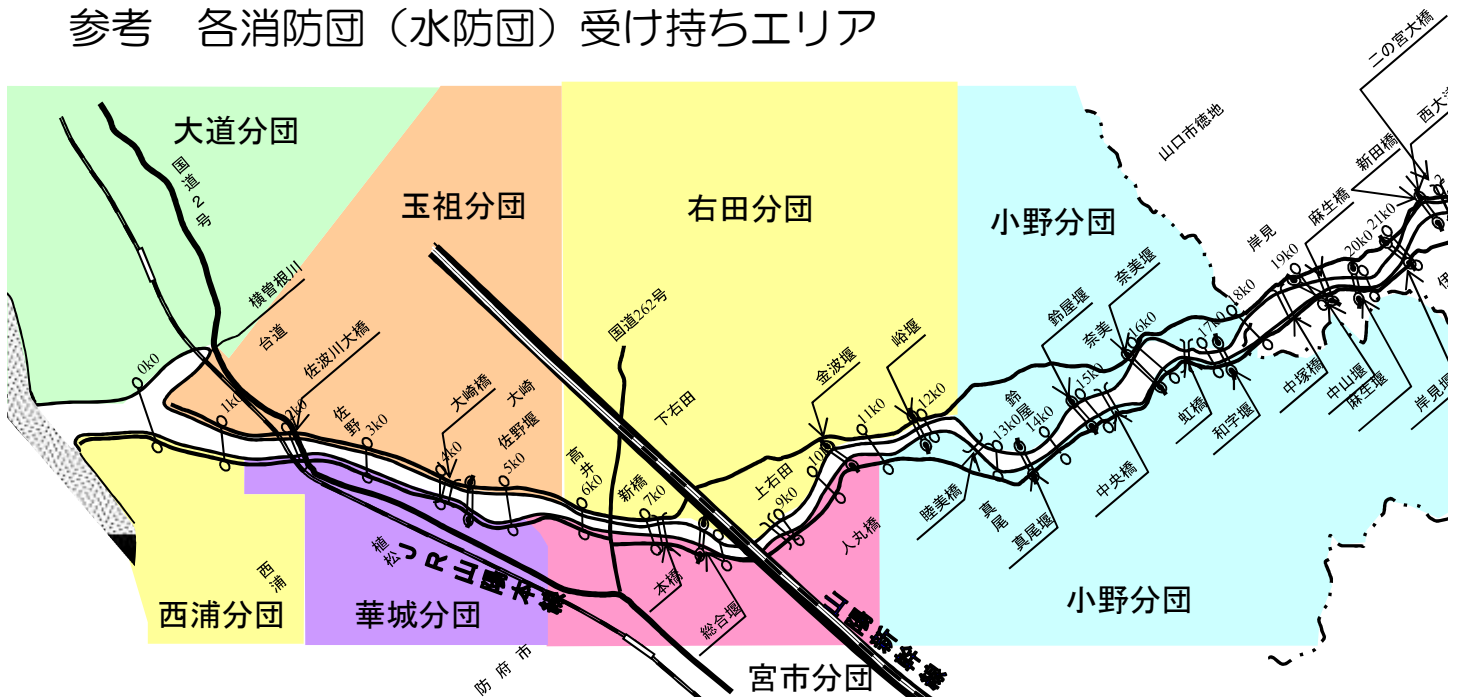 参考　各消防団（水防団）受け持ちエリア
二の宮大橋
西大
新田橋
山口市徳地
大道分団
国道2号
玉祖分団
右田分団
小野分団
麻生橋
岸見
横曽根川
台道
佐波川大橋
国道262号
奈美堰
鈴屋堰
奈美
峪堰
金波堰
大崎橋
大崎
佐野堰
佐野
高井
新橋
下右田
上右田
鈴屋
0k0
1k0
2k0
3k0
4k0
5k0
6k0
7k0
9k0
10
11k0
12k0
13k0
14k0
15k0
16k0
17k0
18k0
19k0
20k0
21k0
2
伊
中塚橋
中山堰
麻生堰
岸見堰
虹橋
和字堰
中央橋
睦美橋
真尾
真尾堰
人丸橋
本橋
総合堰
植松
西浦
JR山陽本線
山陽新幹線
西浦分団
華城分団
小野分団
防府市
宮市分団